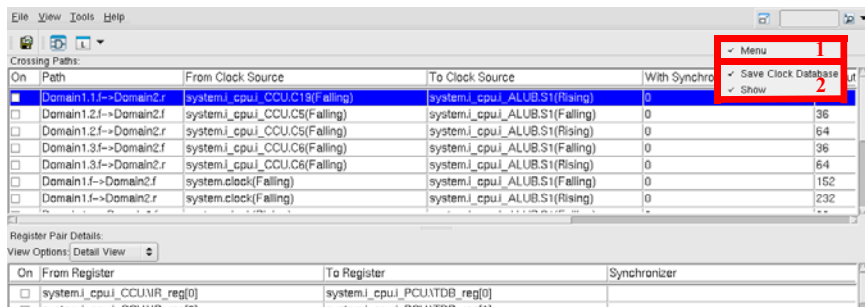 File View Tools Help
✓ Menu 1
Crossing Paths:
✓ Save Clock Database
✓ Show 2
On Path From Clock Source To Clock Source With Synchro ut
Domain1.1.f->Domain2.r system.i_cpu.i_CCU.C19(Falling) system.i_cpu.i_ALUB.S1(Rising) 0
Domain1.2.f->Domain2.f system.i_cpu.i_CCU.C5(Falling) system.i_cpu.i_ALUB.S1(Falling) 0 36
Domain1.2.f->Domain2.r system.i_cpu.i_CCU.C5(Falling) system.i_cpu.i_ALUB.S1(Rising) 0 64
Domain1.3.f->Domain2.f system.i_cpu.i_CCU.C6(Falling) system.i_cpu.i_ALUB.S1(Falling) 0 36
Domain1.3.f->Domain2.r system.i_cpu.i_CCU.C6(Falling) system.i_cpu.i_ALUB.S1(Rising) 0 64
Domain1.f->Domain2.f system.clock(Falling) system.i_cpu.i_ALUB.S1(Falling) 0 152
Domain1.f->Domain2.r system.clock(Falling) system.i_cpu.i_ALUB.S1(Rising) 0 232
Register Pair Details:
View Options: Detail View
On From Register To Register Synchronizer
system.i_cpu.i_CCU.\IR_reg[0] system.i_cpu.i_PCU.\TDB_reg[0]